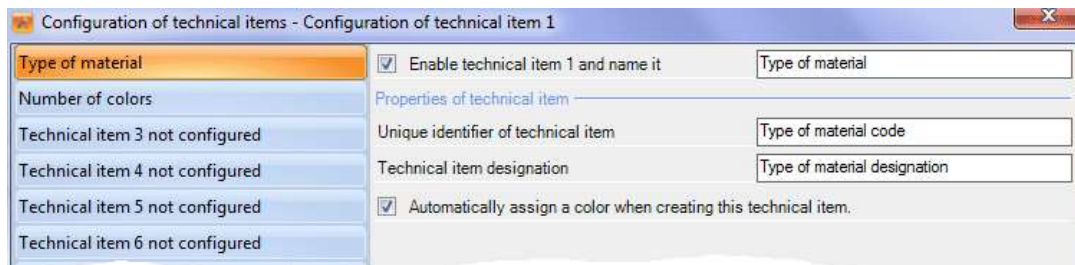 Configuration of technical items - Configuration of technical item 1
Type of material
Number of colors
Technical item 3 not configured
Technical item 4 not configured
Technical item 5 not configured
Technical item 6 not configured
Enable technical item 1 and name it Type of material
Properties of technical item
Unique identifier of technical item Type of material code
Technical item designation Type of material designation
Automatically assign a color when creating this technical item.